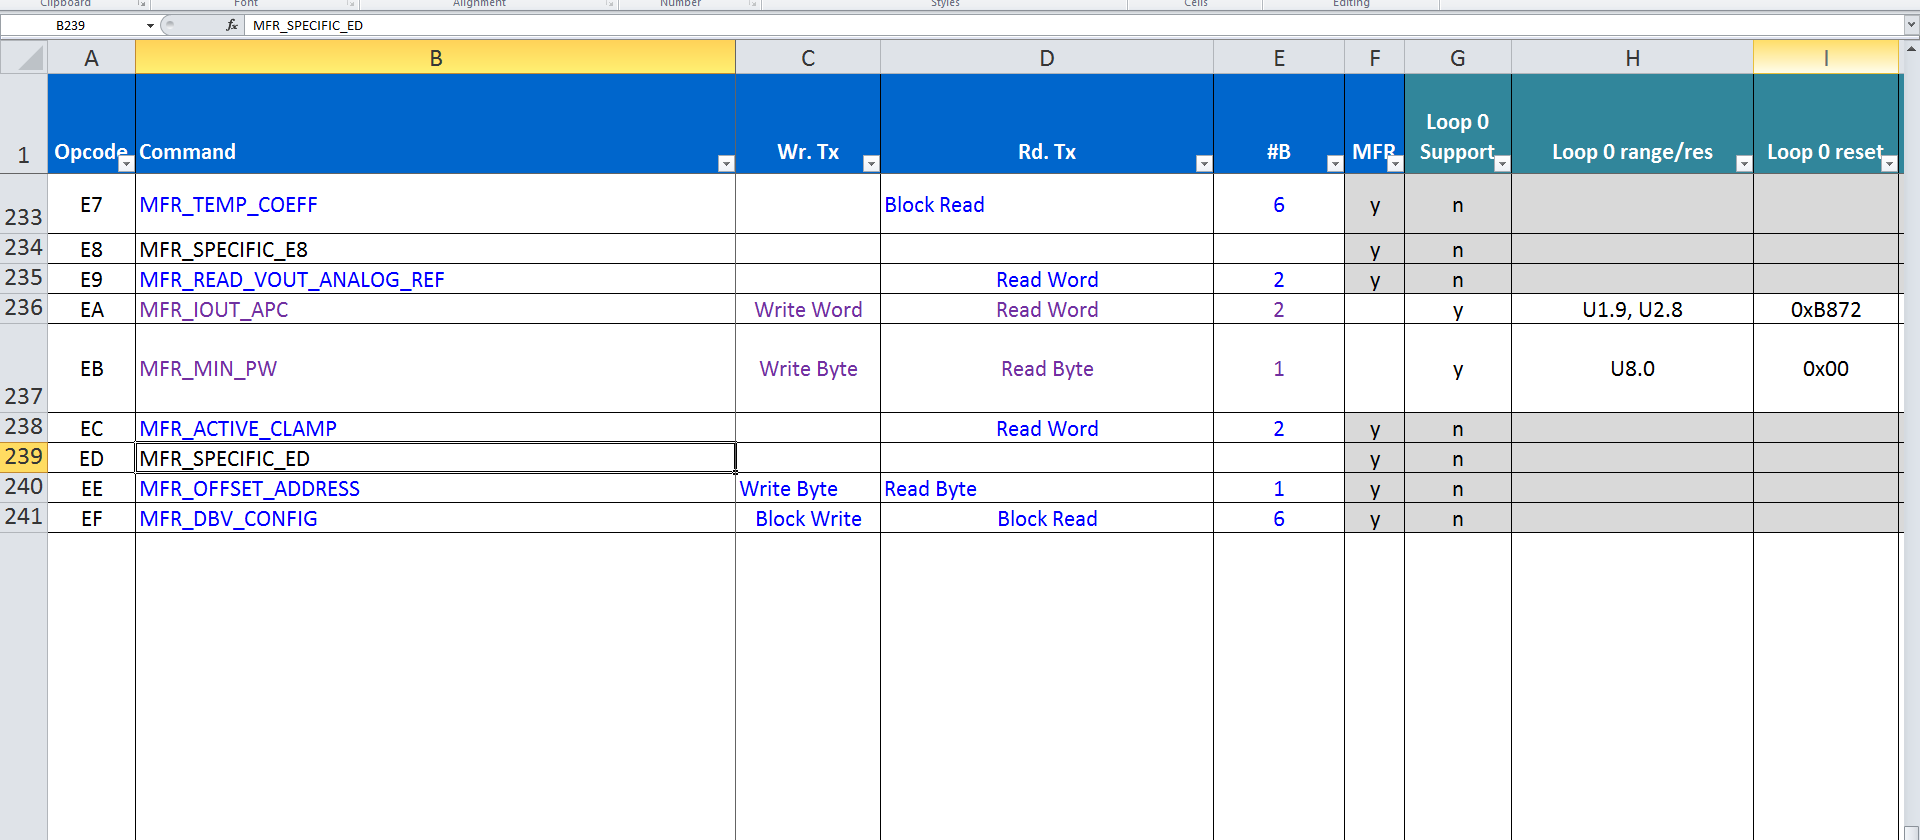 Clipboard Font Alignment Number Styles Cells Editing
B239 fx MFR_SPECIFIC_ED
A B C D E F G H I
1 Opcode Command Wr. Tx Rd. Tx #B MFR Loop 0 Support Loop 0 range/res Loop 0 reset
233 E7 MFR_TEMP_COEFF Block Read 6 y n
234 E8 MFR_SPECIFIC_E8 y n
235 E9 MFR_READ_VOUT_ANALOG_REF Read Word 2 y n
236 EA MFR_IOUT_APC Write Word Read Word 2 y U1.9, U2.8 0xB872
237 EB MFR_MIN_PW Write Byte Read Byte 1 y U8.0 0x00
238 EC MFR_ACTIVE_CLAMP Read Word 2 y n
239 ED MFR_SPECIFIC_ED y n
240 EE MFR_OFFSET_ADDRESS Write Byte Read Byte 1 y n
241 EF MFR_DBV_CONFIG Block Write Block Read 6 y n